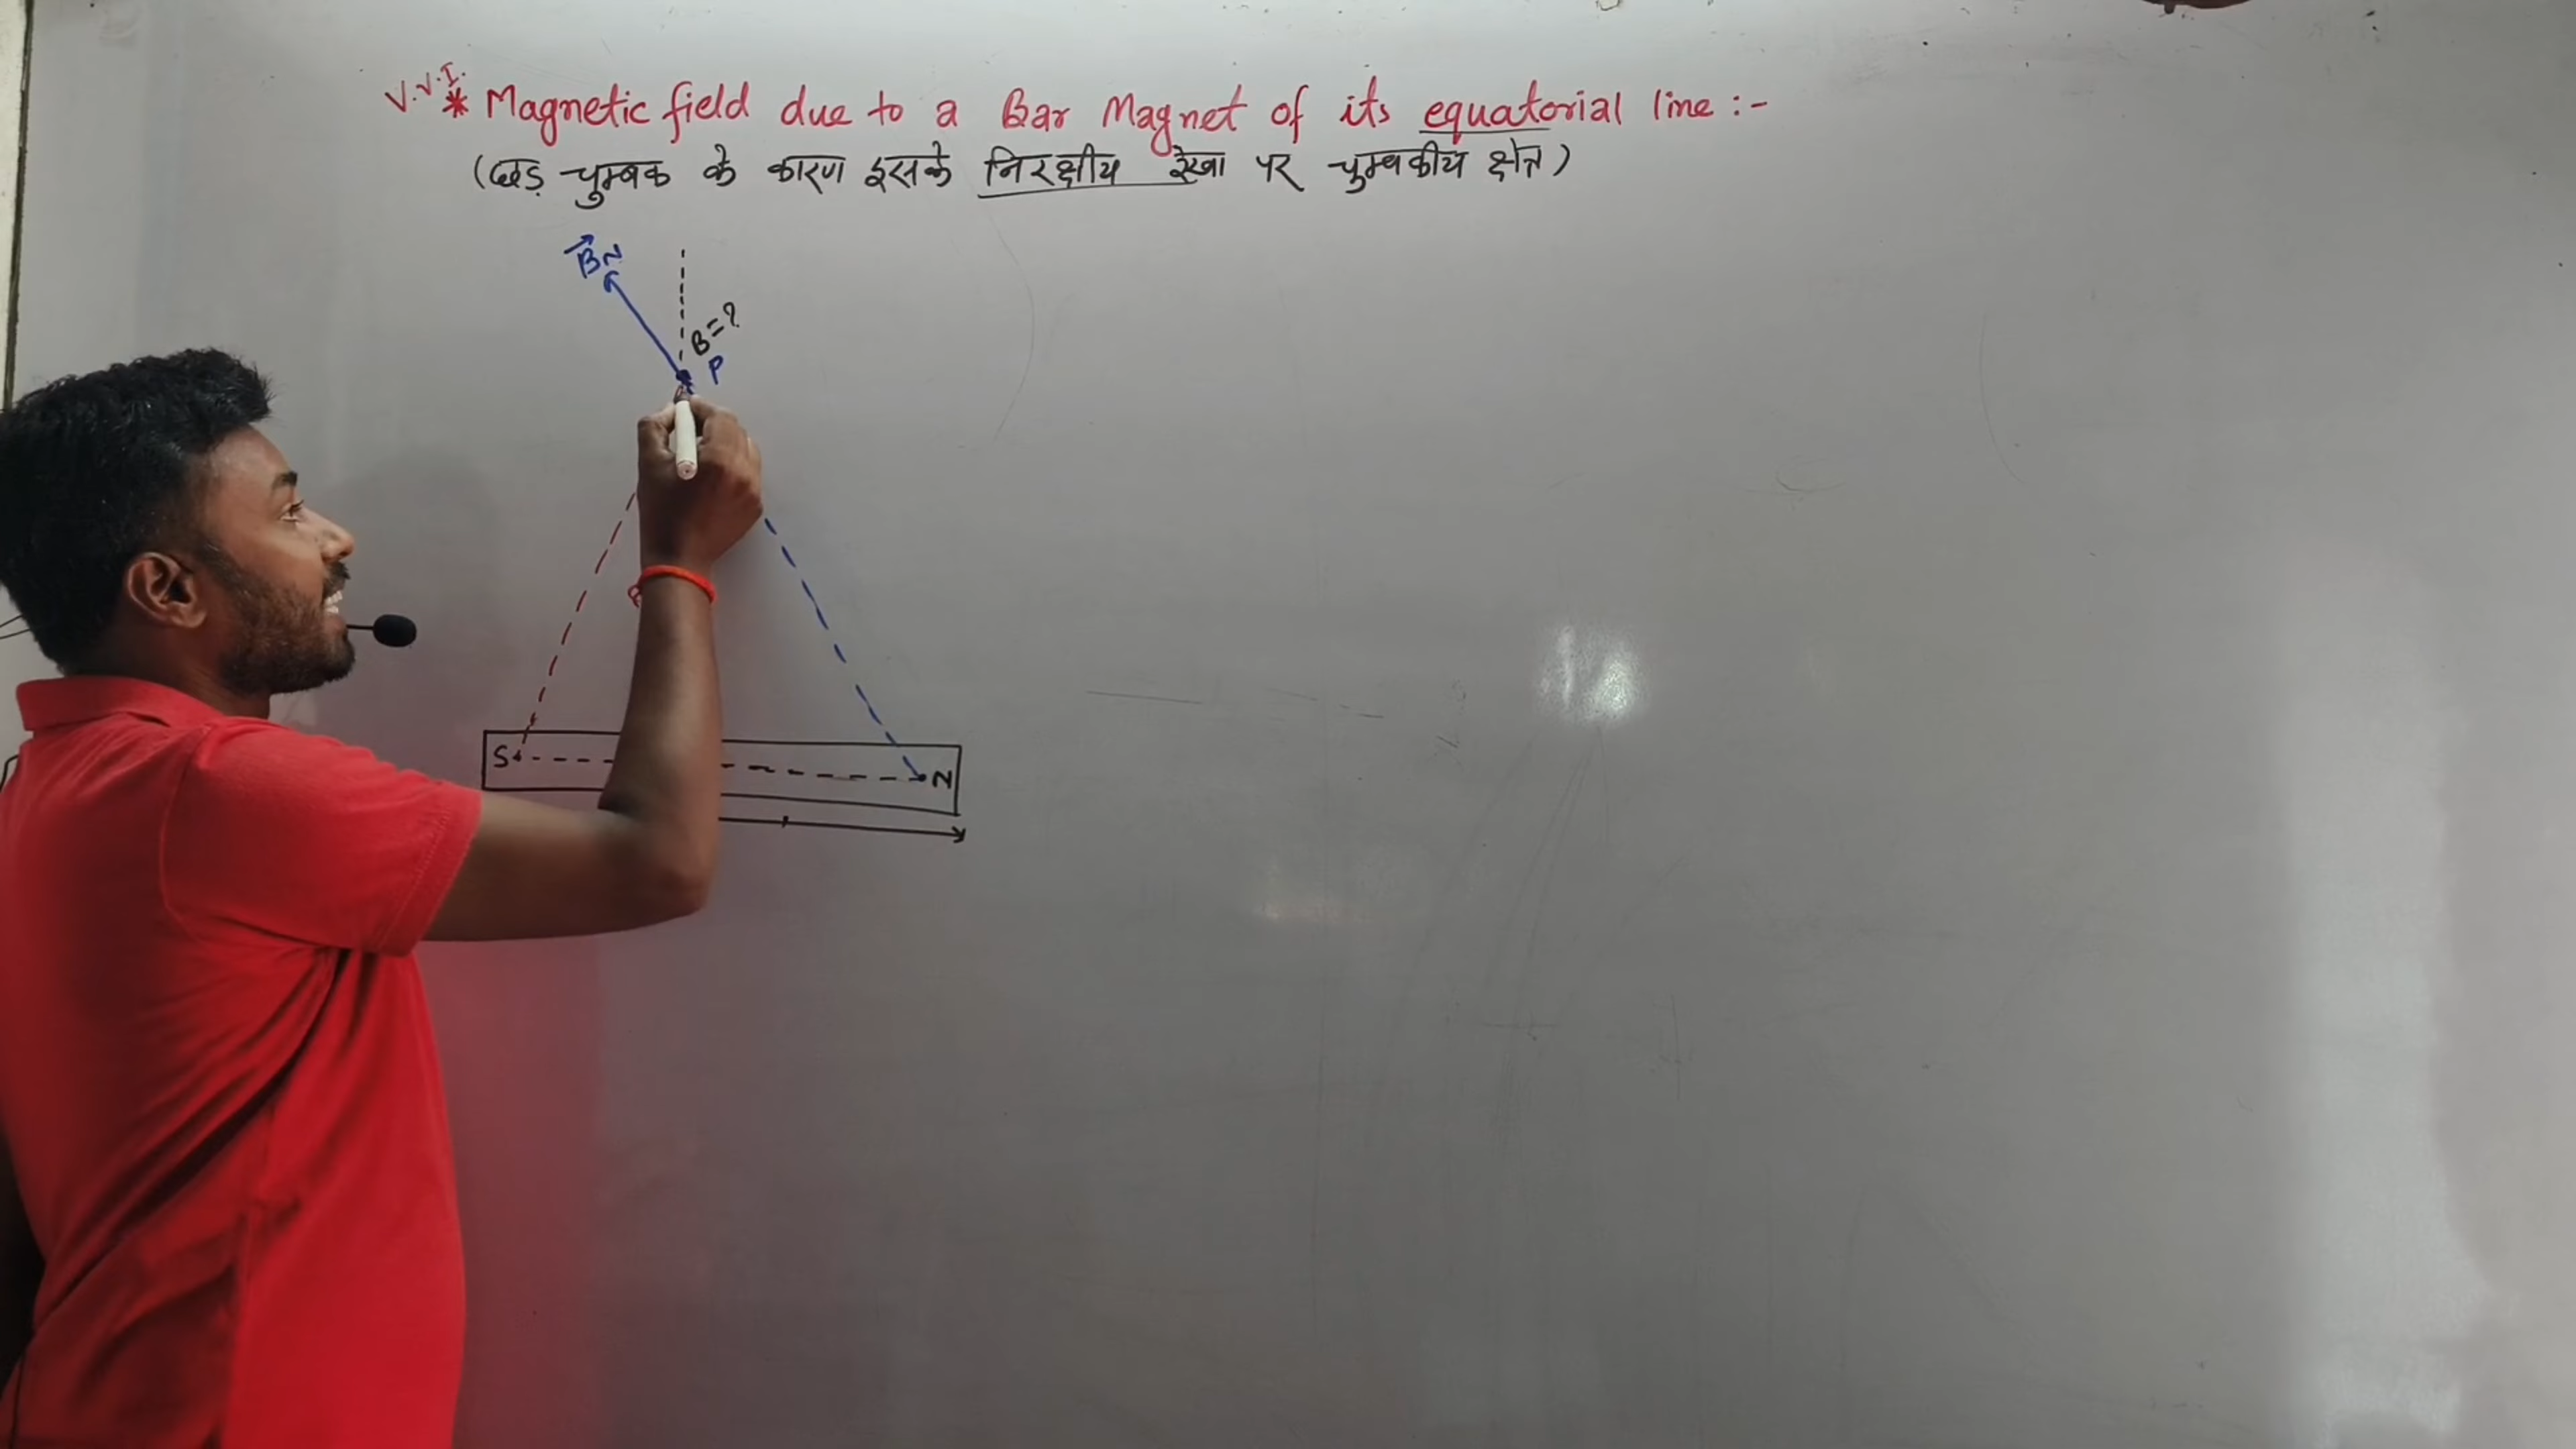 V.V.I.
* Magnetic field due to a Bar Magnet of its equatorial line :-
(छड़ चुम्बक के कारण इसके निरक्षीय रेखा पर चुम्बकीय क्षेत्र)
B⃗N
B=?
P
S
N